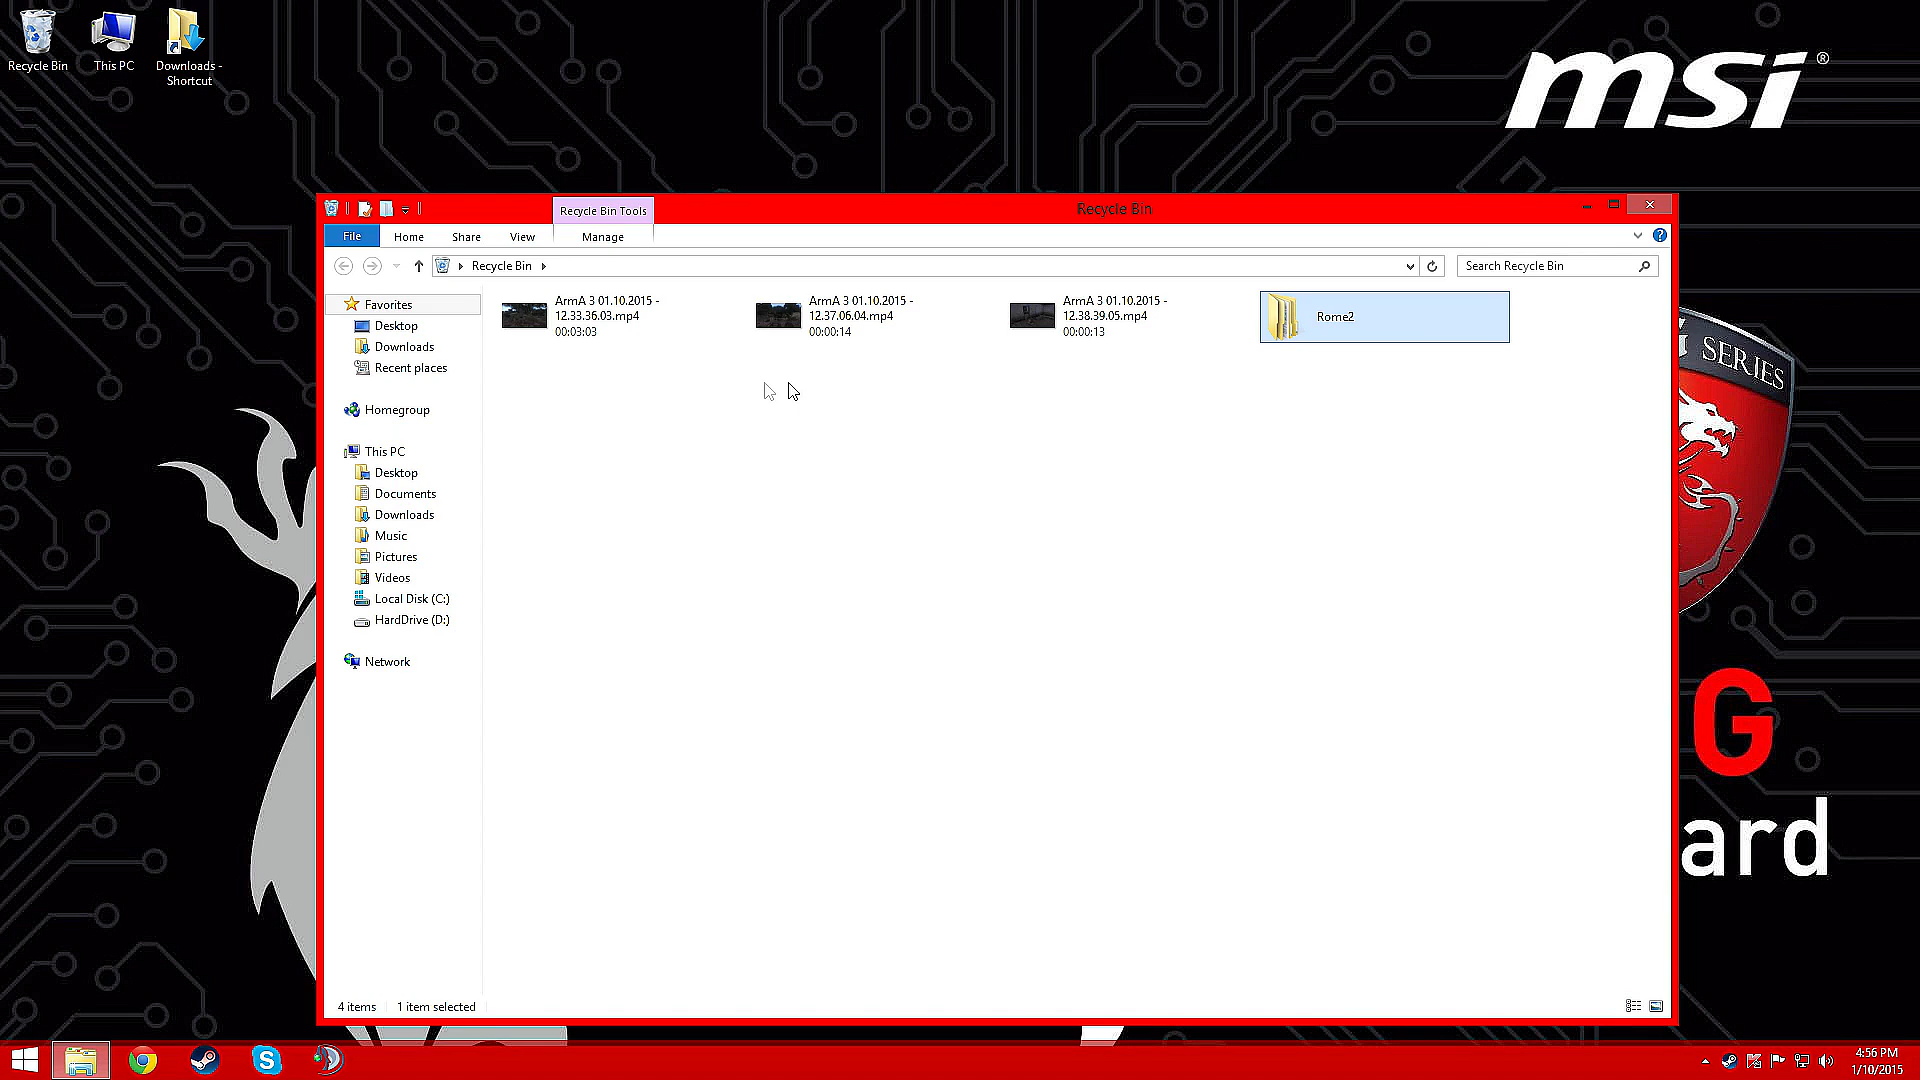 Recycle Bin
This PC
Downloads -
Shortcut
msi®
Recycle Bin Tools
Recycle Bin
File
Home
Share
View
Manage
Recycle Bin
Search Recycle Bin
Favorites
Desktop
Downloads
Recent places
Homegroup
This PC
Desktop
Documents
Downloads
Music
Pictures
Videos
Local Disk (C:)
HardDrive (D:)
Network
ArmA 3 01.10.2015 -
12.33.36.03.mp4
00:03:03
ArmA 3 01.10.2015 -
12.37.06.04.mp4
00:00:14
ArmA 3 01.10.2015 -
12.38.39.05.mp4
00:00:13
Rome2
4 items
1 item selected
SERIES
G
ard
4:56 PM
1/10/2015